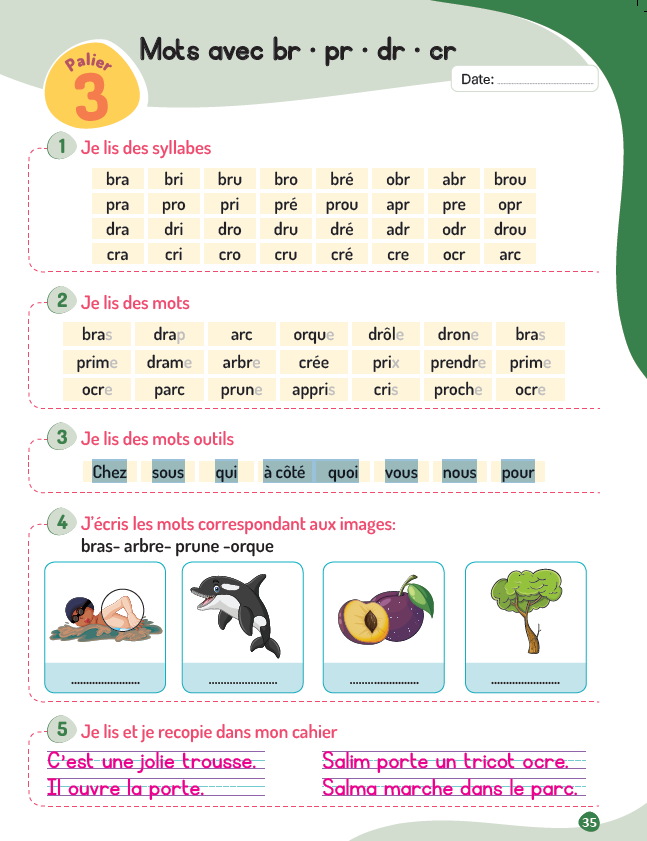 Mots avec br · pr · dr · cr
Palier
3
Date: ..............................
1 Je lis des syllabes
bra bri bru bro bré obr abr brou
pra pro pri pré prou apr pre opr
dra dri dro dru dré adr odr drou
cra cri cro cru cré cre ocr arc
2 Je lis des mots
bras drap arc orque drôle drone bras
prime drame arbre crée prix prendre prime
ocre parc prune appris cris proche ocre
3 Je lis des mots outils
Chez sous qui à côté quoi vous nous pour
4 J'écris les mots correspondant aux images:
bras- arbre- prune -orque
....................... ....................... ....................... .......................
5 Je lis et je recopie dans mon cahier
C'est une jolie trousse. Salim porte un tricot ocre.
Il ouvre la porte. Salma marche dans le parc.
35